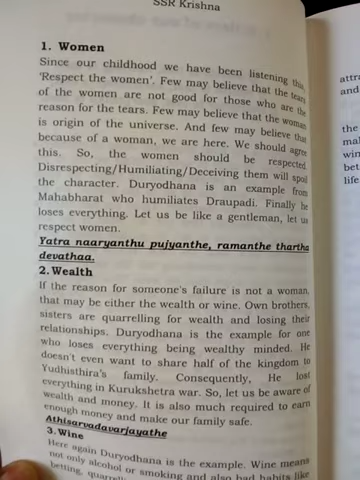 SSR Krishna
1. Women
Since our childhood we have been listening this,
'Respect the women'. Few may believe that the tears
of the women are not good for those who are the
reason for the tears. Few may believe that the woman
is origin of the universe. And few may believe that
because of a woman, we are here. We should agree
this. So, the women should be respected.
Disrespecting/Humiliating/Deceiving them will spoil
the character. Duryodhana is an example from
Mahabharat who humiliates Draupadi. Finally he
loses everything. Let us be like a gentleman, let us
respect women.
Yatra naaryanthu pujyanthe, ramanthe thartha
devathaa.
2.Wealth
If the reason for someone's failure is not a woman,
that may be either the wealth or wine. Own brothers,
sisters are quarrelling for wealth and losing their
relationships. Duryodhana is the example for one
who loses everything being wealthy minded. He
doesn't even want to share half of the kingdom to
Yudhisthira's family. Consequently, He lost
everything in Kurukshetra war. So, let us be aware of
wealth and money. It is also much required to earn
enough money and make our family safe.
Athisarvadavarjayathe
3.Wine
Here again Duryodhana is the example. Wine means
not only alcohol or smoking and also bad habits like
betting,
attra
and
the
mal
win
bet
life